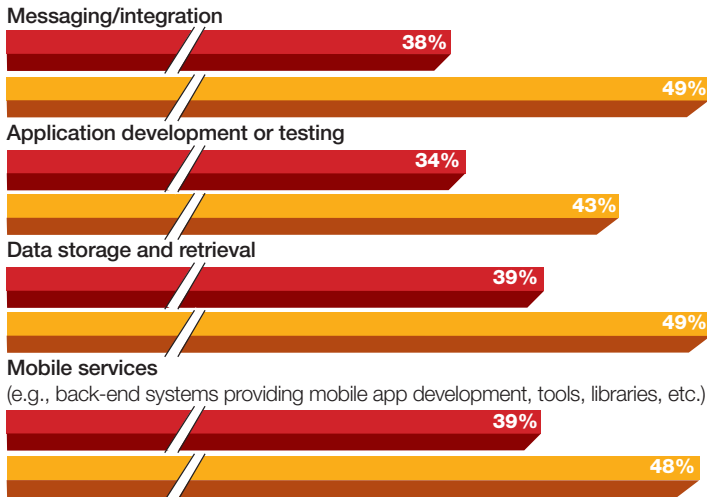 Messaging/integration
38%
49%
Application development or testing
34%
43%
Data storage and retrieval
39%
49%
Mobile services
(e.g., back-end systems providing mobile app development, tools, libraries, etc.)
39%
48%